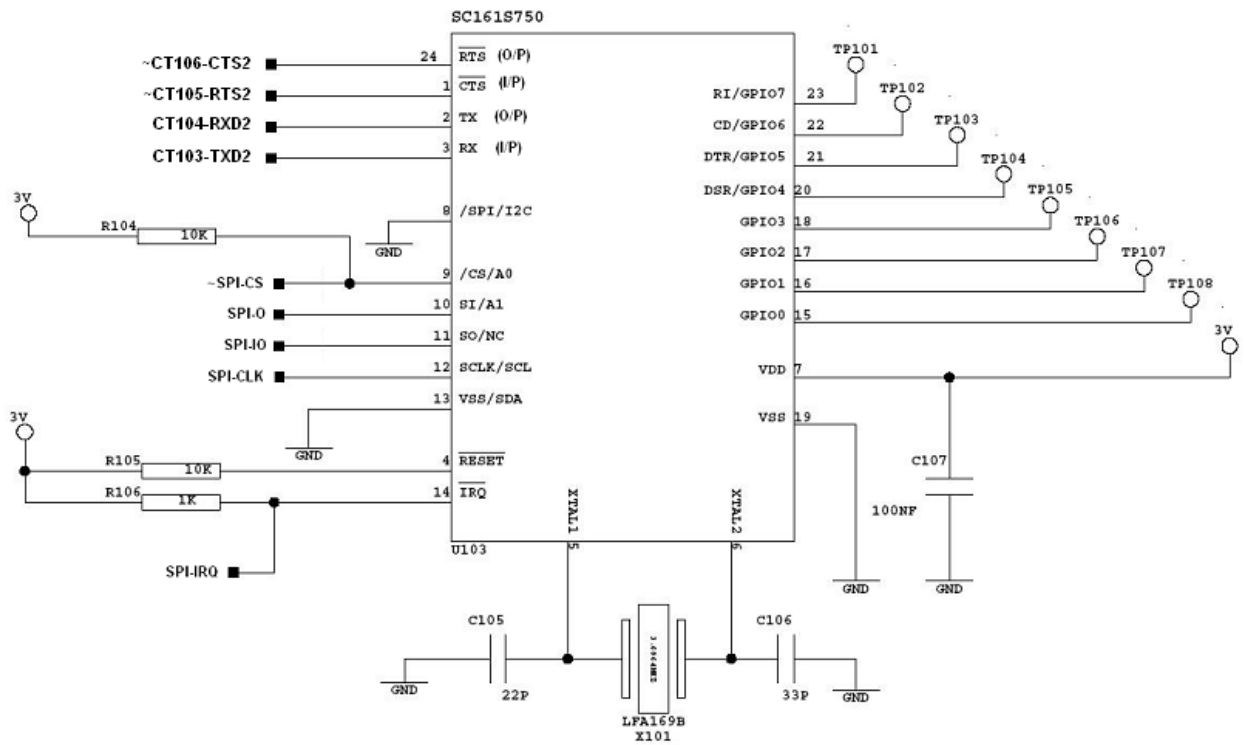 SC161S750
~CT106-CTS2 24 RTS (O/P)
~CT105-RTS2 1 CTS (I/P)
CT104-RXD2 2 TX (O/P)
CT103-TXD2 3 RX (I/P)
8 /SPI/I2C
GND
3V
R104 10K
~SPI-CS 9 /CS/A0
SPI-O 10 SI/A1
SPI-IO 11 SO/NC
SPI-CLK 12 SCLK/SCL
13 VSS/SDA
GND
3V
R105 10K 4 RESET
R106 1K 14 IRQ
SPI-IRQ
U103
RI/GPIO7 23 TP101
CD/GPIO6 22 TP102
DTR/GPIO5 21 TP103
DSR/GPIO4 20 TP104
GPIO3 18 TP105
GPIO2 17 TP106
GPIO1 16 TP107
GPIO0 15 TP108
VDD 7 3V
VSS 19
GND
C107
100NF
GND
XTAL1 5
XTAL2 6
C105
22P
GND
C106
33P
GND
LFA169B
X101